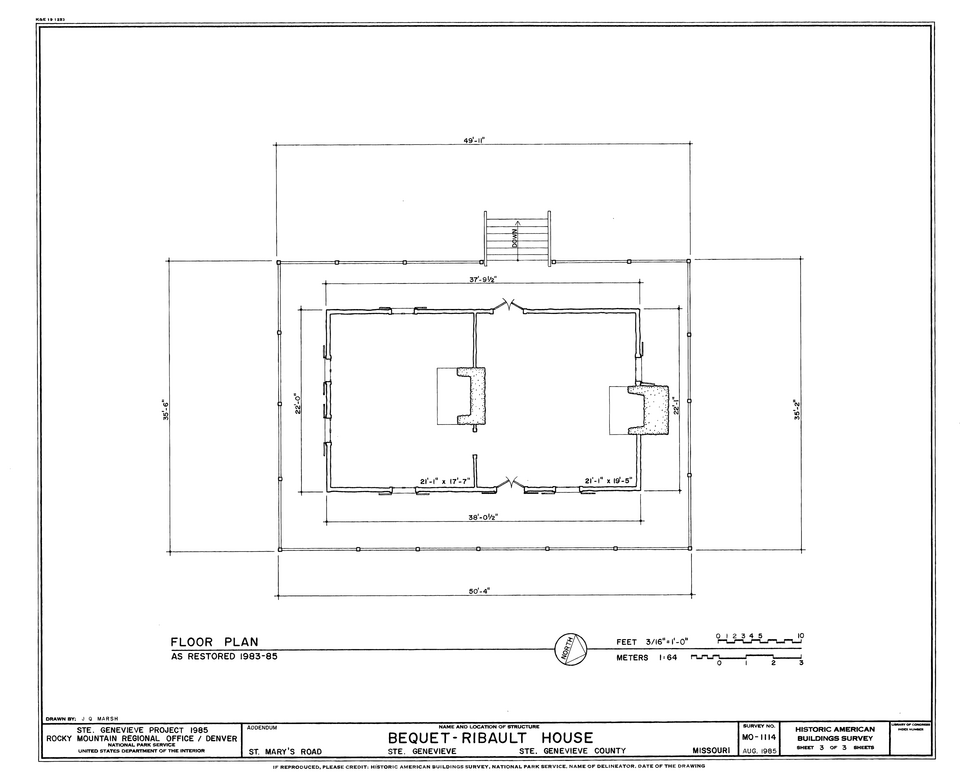 49'-11"
DOWN
37'-9½"
35'-6"
22'-0"
22'-1"
35'-2"
21'-1" x 17'-7"
21'-1" x 19'-5"
38'-0½"
50'-4"
FLOOR PLAN
AS RESTORED 1983-85
NORTH
FEET 3/16"=1'-0"
0 1 2 3 4 5 10
METERS 1:64
0 1 2 3
DRAWN BY: J Q MARSH
STE. GENEVIEVE PROJECT 1985
ROCKY MOUNTAIN REGIONAL OFFICE / DENVER
NATIONAL PARK SERVICE
UNITED STATES DEPARTMENT OF THE INTERIOR
ADDENDUM
NAME AND LOCATION OF STRUCTURE
BEQUET-RIBAULT HOUSE
ST. MARY'S ROAD STE. GENEVIEVE STE. GENEVIEVE COUNTY MISSOURI
SURVEY NO.
MO-1114
AUG. 1985
HISTORIC AMERICAN
BUILDINGS SURVEY
SHEET 3 OF 3 SHEETS
LIBRARY OF CONGRESS
INDEX NUMBER
IF REPRODUCED, PLEASE CREDIT: HISTORIC AMERICAN BUILDINGS SURVEY, NATIONAL PARK SERVICE, NAME OF DELINEATOR, DATE OF THE DRAWING